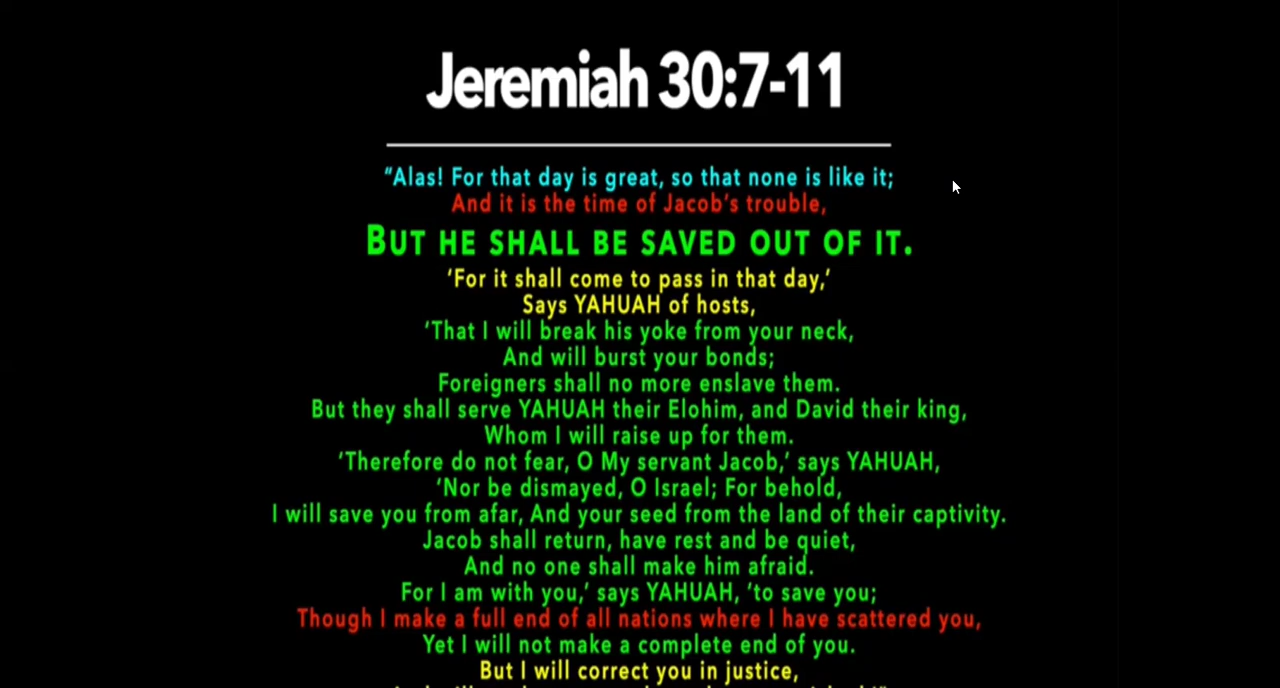 Jeremiah 30:7-11
“Alas! For that day is great, so that none is like it;
And it is the time of Jacob’s trouble,
BUT HE SHALL BE SAVED OUT OF IT.
‘For it shall come to pass in that day,’
Says YAHUAH of hosts,
‘That I will break his yoke from your neck,
And will burst your bonds;
Foreigners shall no more enslave them.
But they shall serve YAHUAH their Elohim, and David their king,
Whom I will raise up for them.
‘Therefore do not fear, O My servant Jacob,’ says YAHUAH,
‘Nor be dismayed, O Israel; For behold,
I will save you from afar, And your seed from the land of their captivity.
Jacob shall return, have rest and be quiet,
And no one shall make him afraid.
For I am with you,’ says YAHUAH, ‘to save you;
Though I make a full end of all nations where I have scattered you,
Yet I will not make a complete end of you.
But I will correct you in justice,